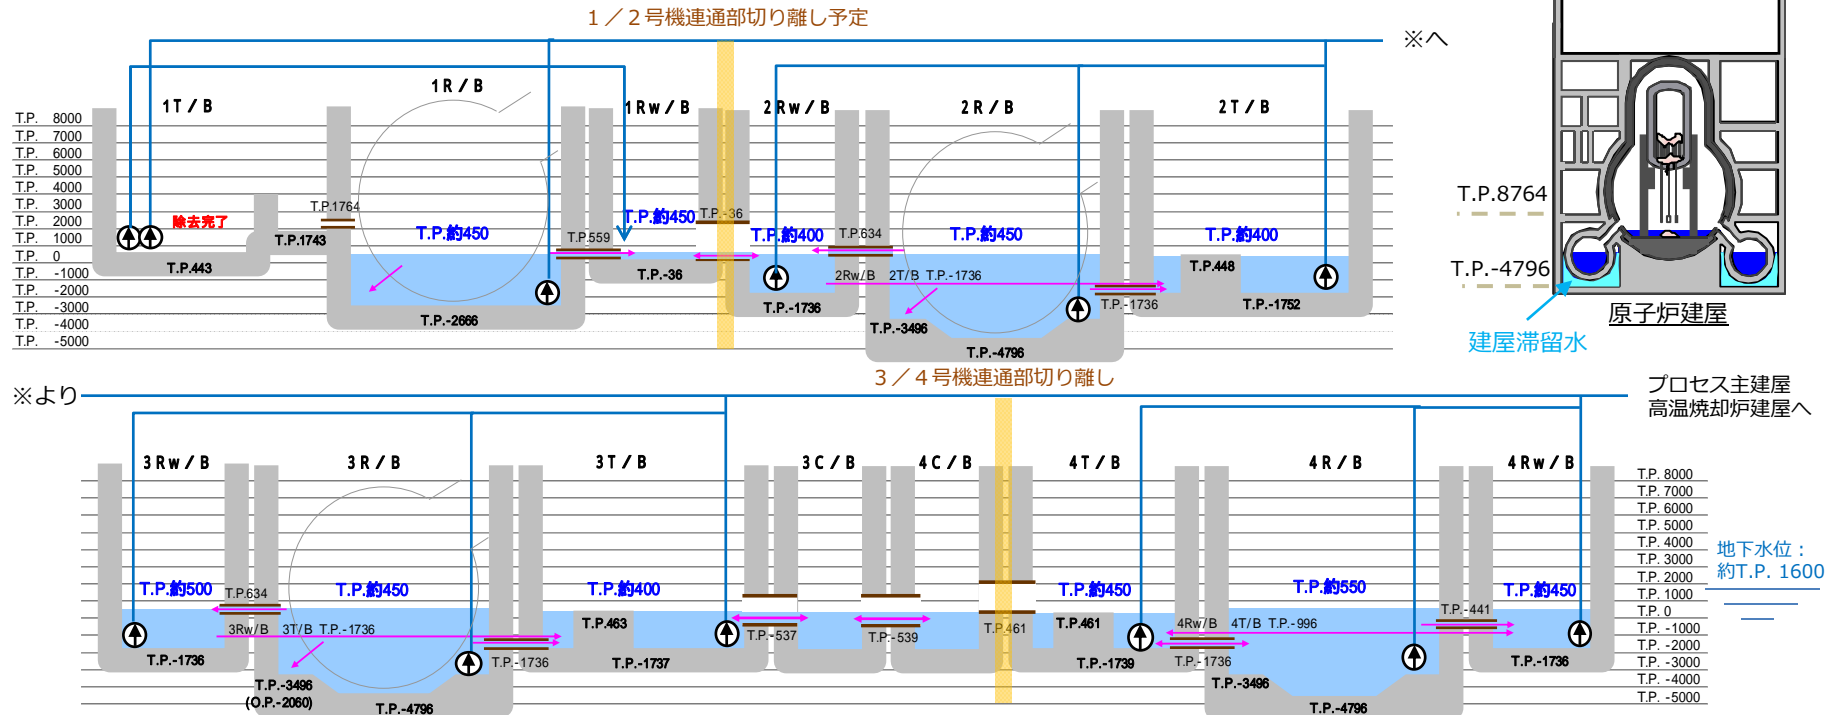 1／2号機連通部切り離し予定
※へ
1T/B
1R/B
1Rw/B
2Rw/B
2R/B
2T/B
T.P. 8000
T.P. 7000
T.P. 6000
T.P. 5000
T.P. 4000
T.P. 3000
T.P. 2000
T.P. 1000
T.P. 0
T.P. -1000
T.P. -2000
T.P. -3000
T.P. -4000
T.P. -5000
除去完了
T.P.1764
T.P.1743
T.P.443
T.P.約450
T.P.-2666
T.P.559
T.P.約450
T.P.-36
T.P.-36
T.P.約400
T.P.-1736
T.P.634
2Rw/B 2T/B T.P.-1736
T.P.約450
T.P.-3496
T.P.-4796
T.P.-1736
T.P.約400
T.P.448
T.P.-1752
T.P.8764
T.P.-4796
原子炉建屋
建屋滞留水
3／4号機連通部切り離し
※より
プロセス主建屋
高温焼却炉建屋へ
3Rw/B
3R/B
3T/B
3C/B
4C/B
4T/B
4R/B
4Rw/B
T.P. 8000
T.P. 7000
T.P. 6000
T.P. 5000
T.P. 4000
T.P. 3000
T.P. 2000
T.P. 1000
T.P. 0
T.P. -1000
T.P. -2000
T.P. -3000
T.P. -4000
T.P. -5000
地下水位：
約T.P. 1600
T.P.約500
T.P.634
T.P.-1736
3Rw/B 3T/B T.P.-1736
T.P.約450
T.P.-3496
(O.P.-2060)
T.P.-4796
T.P.-1736
T.P.約400
T.P.463
T.P.-1737
T.P.-537
T.P.-539
T.P.461
T.P.約450
T.P.461
T.P.-1739
4Rw/B 4T/B T.P.-996
T.P.-1736
T.P.約550
T.P.-3496
T.P.-4796
T.P.-441
T.P.約450
T.P.-1736